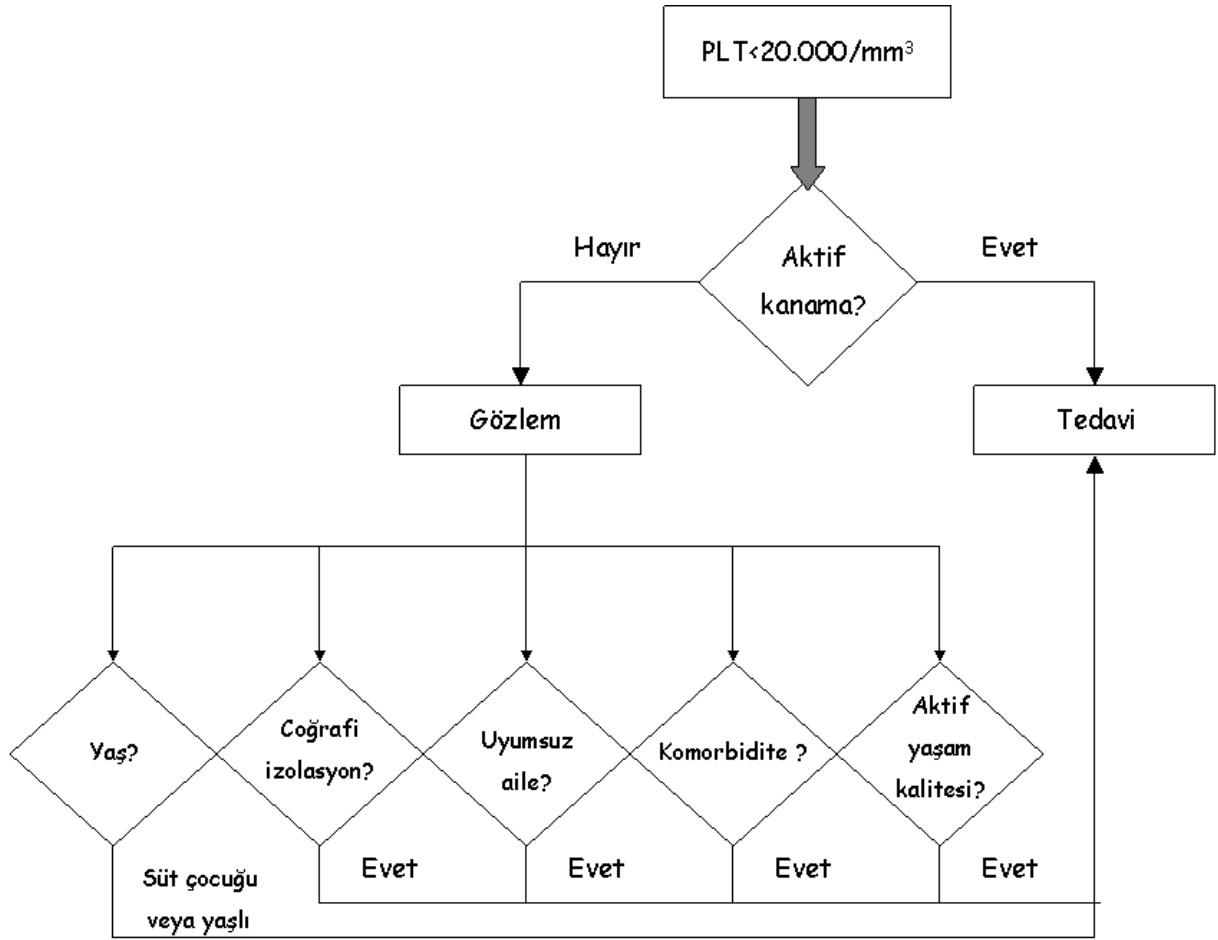 PLT<20.000/mm³
Hayır
Evet
Aktif
kanama?
Gözlem
Tedavi
Yaş?
Coğrafi
izolasyon?
Uyumsuz
aile?
Komorbidite ?
Aktif
yaşam
kalitesi?
Süt çocuğu
veya yaşlı
Evet
Evet
Evet
Evet